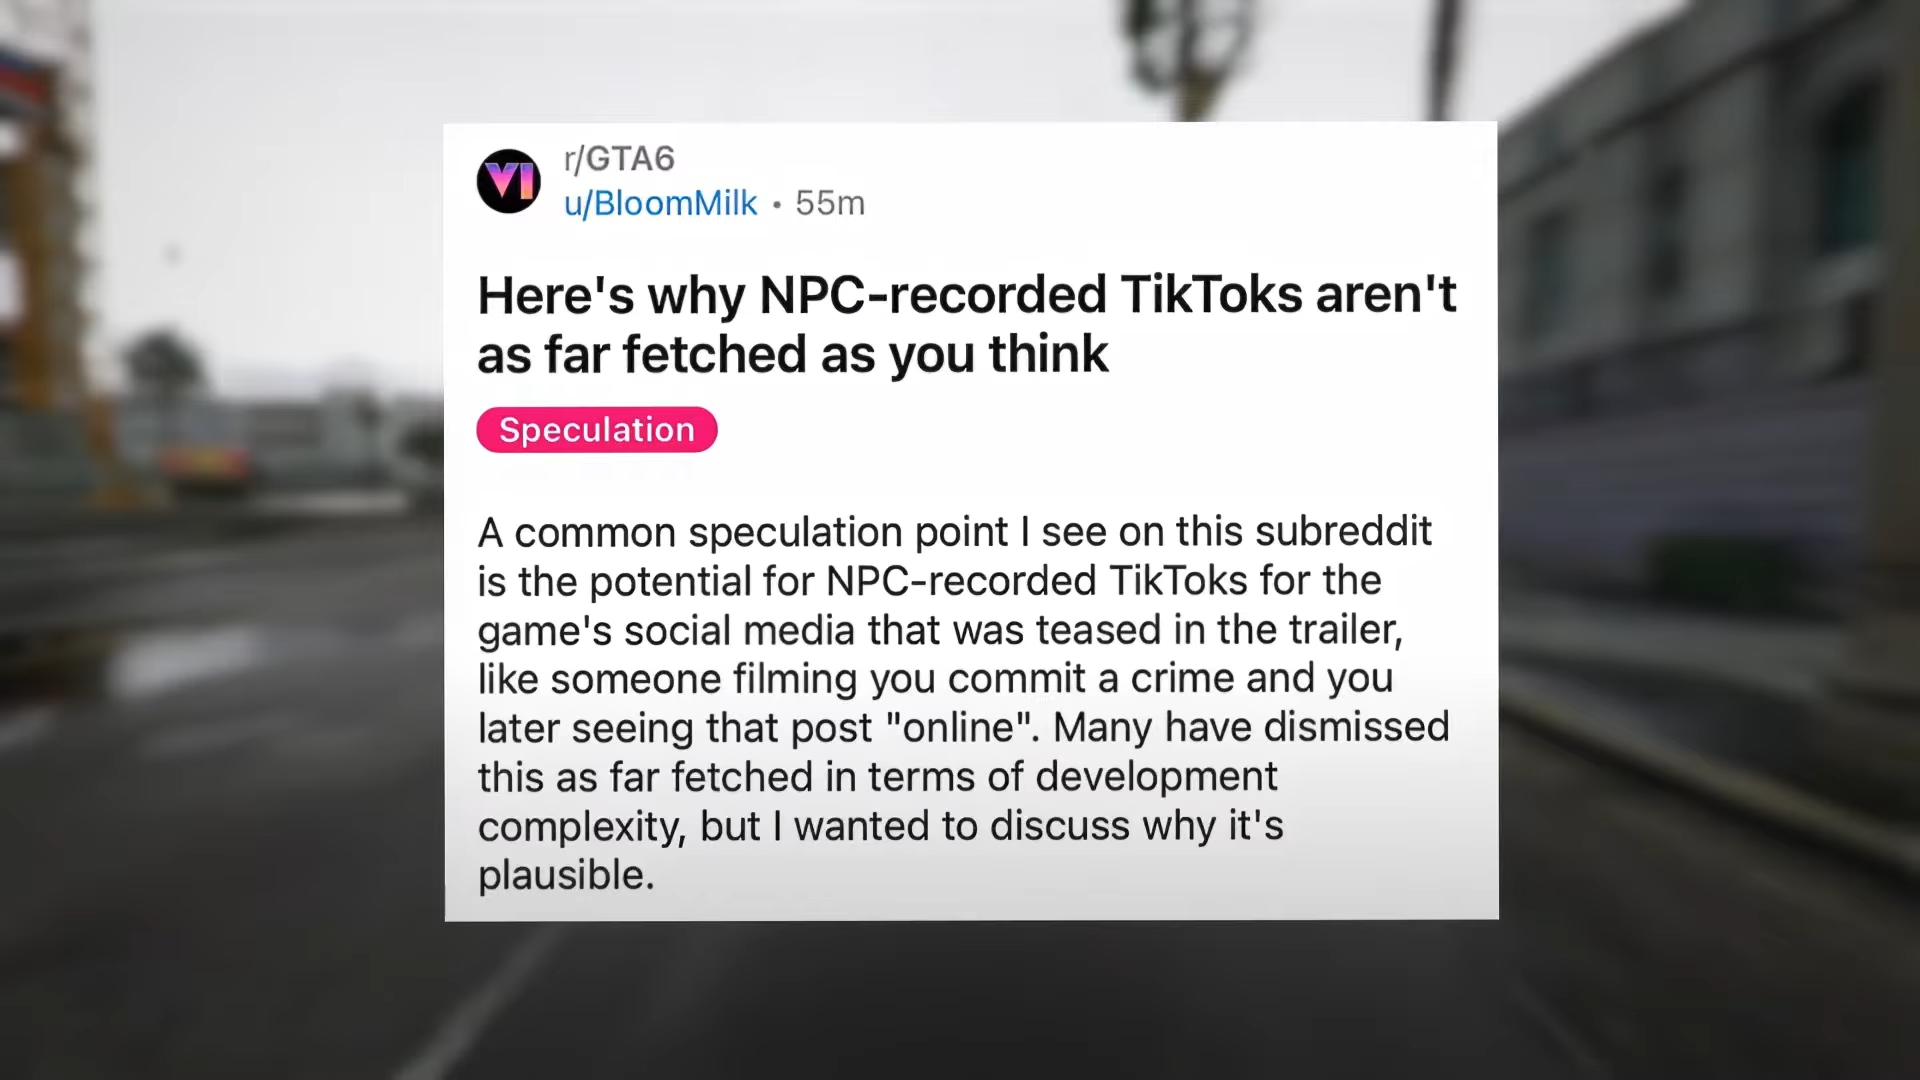 VI
r/GTA6
u/BloomMilk • 55m
Here's why NPC-recorded TikToks aren't
as far fetched as you think
Speculation
A common speculation point I see on this subreddit
is the potential for NPC-recorded TikToks for the
game's social media that was teased in the trailer,
like someone filming you commit a crime and you
later seeing that post "online". Many have dismissed
this as far fetched in terms of development
complexity, but I wanted to discuss why it's
plausible.